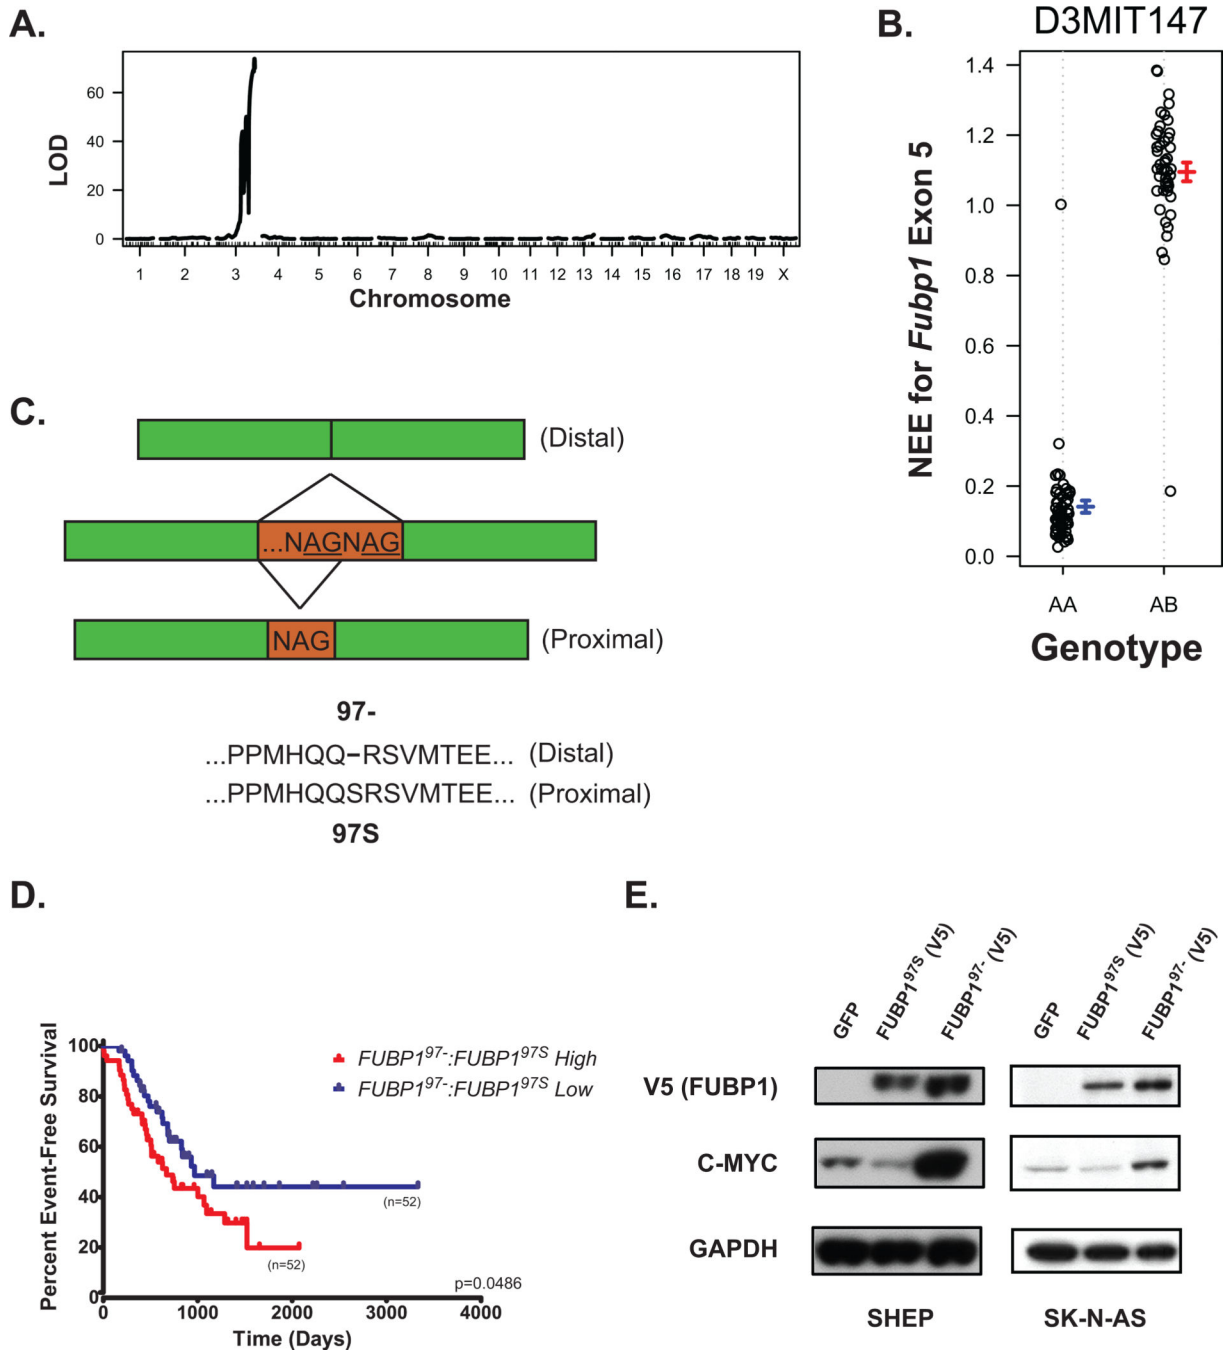 A.
LOD
60
40
20
0
1 2 3 4 5 6 7 8 9 10 11 12 13 14 15 16 17 18 19 X
Chromosome
B.
D3MIT147
NEE for Fubp1 Exon 5
1.4
1.2
1.0
0.8
0.6
0.4
0.2
0.0
AA AB
Genotype
C.
(Distal)
...NAGNAG
NAG
(Proximal)
97-
...PPMHQQ–RSVMTEE... (Distal)
...PPMHQQSRSVMTEE... (Proximal)
97S
D.
Percent Event-Free Survival
100
80
60
40
20
0
FUBP197-:FUBP197S High
FUBP197-:FUBP197S Low
(n=52)
(n=52)
p=0.0486
0 1000 2000 3000 4000
Time (Days)
E.
GFP FUBP197S (V5) FUBP197- (V5) GFP FUBP197S (V5) FUBP197- (V5)
V5 (FUBP1)
C-MYC
GAPDH
SHEP SK-N-AS